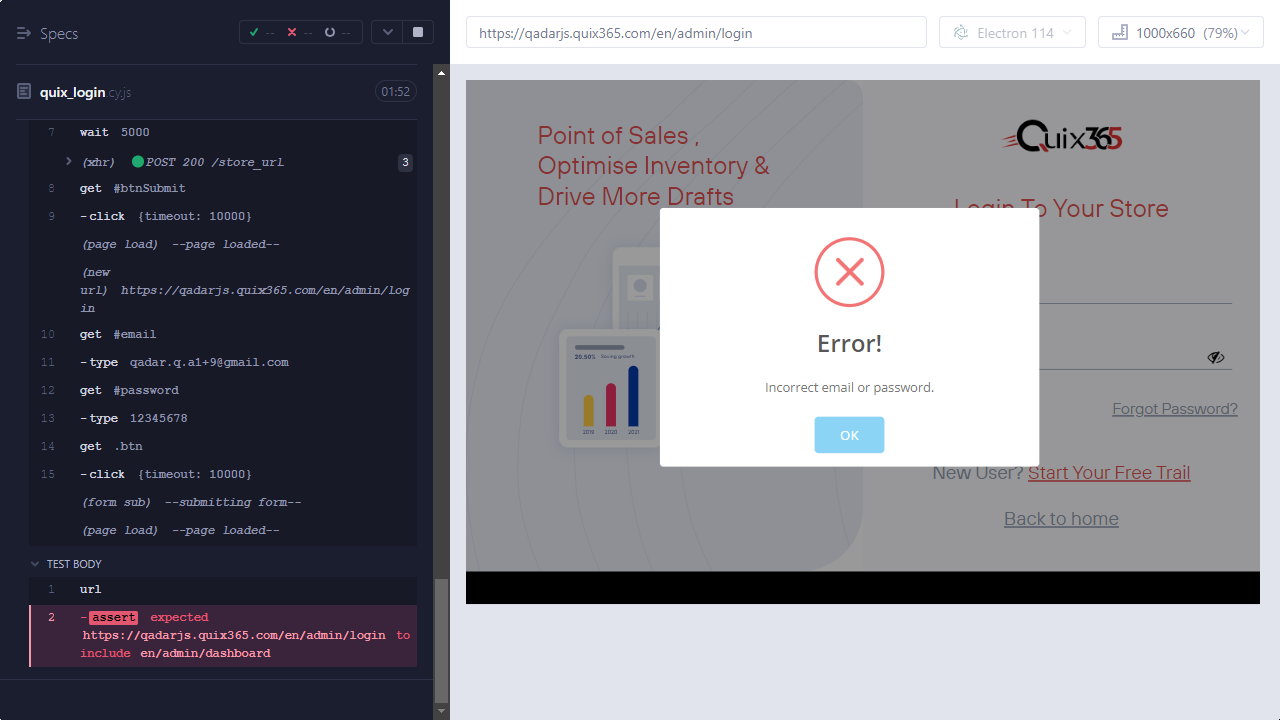 Specs
-- -- --
quix_login.cy.js 01:52
7 wait 5000
(xhr) POST 200 /store_url 3
8 get #btnSubmit
9 -click {timeout: 10000}
(page load) --page loaded--
(new
url) https://qadarjs.quix365.com/en/admin/log
in
10 get #email
11 -type qadar.q.a1+9@gmail.com
12 get #password
13 -type 12345678
14 get .btn
15 -click {timeout: 10000}
(form sub) --submitting form--
(page load) --page loaded--
TEST BODY
1 url
2 -assert expected
https://qadarjs.quix365.com/en/admin/login to
include en/admin/dashboard
https://qadarjs.quix365.com/en/admin/login
Electron 114
1000x660 (79%)
Point of Sales ,
Optimise Inventory &
Drive More Drafts
20.50% Saving growth
2019 2020 2021
Quix365
Login To Your Store
Error!
Incorrect email or password.
OK
Forgot Password?
New User? Start Your Free Trail
Back to home